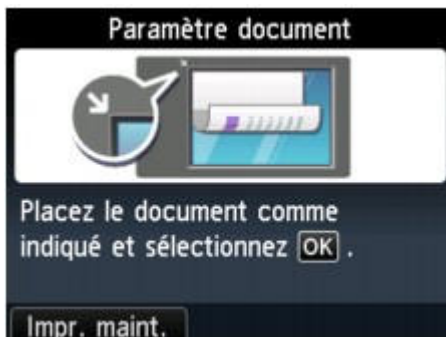 Paramètre document
Placez le document comme
indiqué et sélectionnez OK .
Impr. maint.